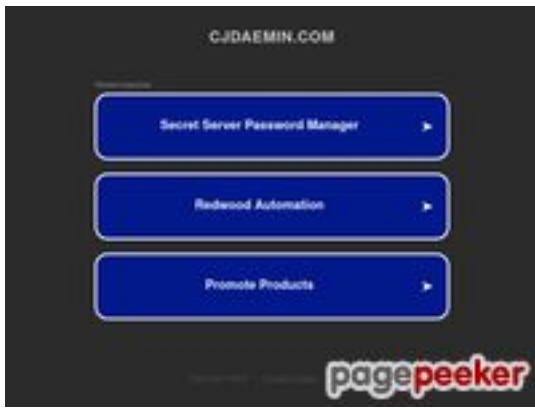 CJDAEMIN.COM
Secret Server Password Manager
Redwood Automation
Promote Products
pagepeeker